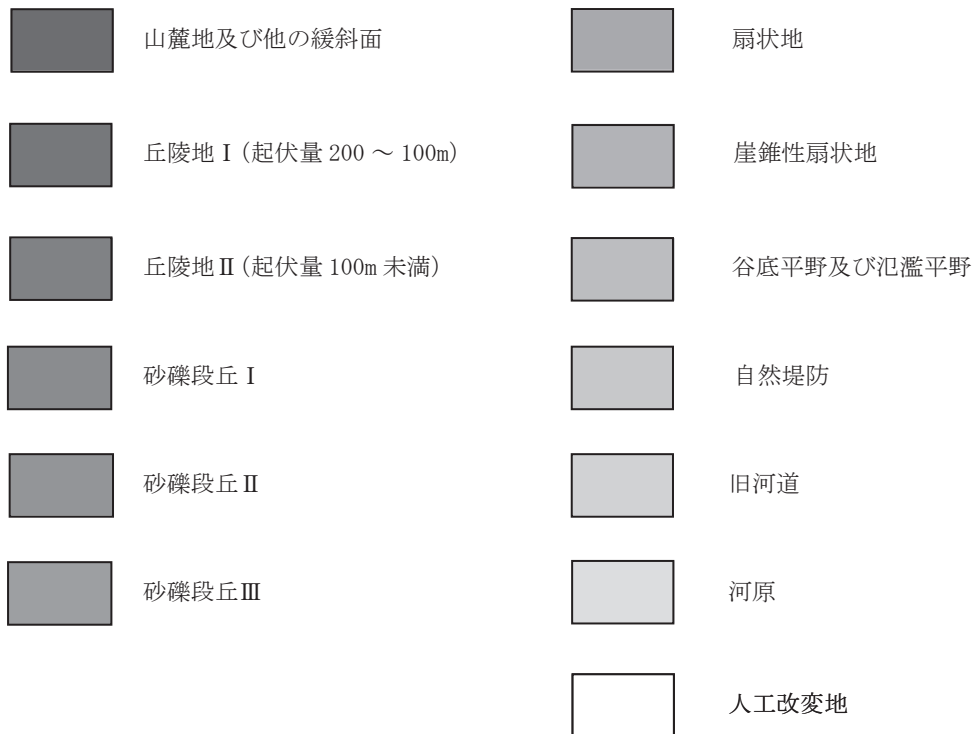 山麓地及び他の緩斜面
丘陵地Ⅰ(起伏量 200 ～ 100m)
丘陵地Ⅱ(起伏量 100m 未満)
砂礫段丘Ⅰ
砂礫段丘Ⅱ
砂礫段丘Ⅲ
扇状地
崖錐性扇状地
谷底平野及び氾濫平野
自然堤防
旧河道
河原
人工改変地